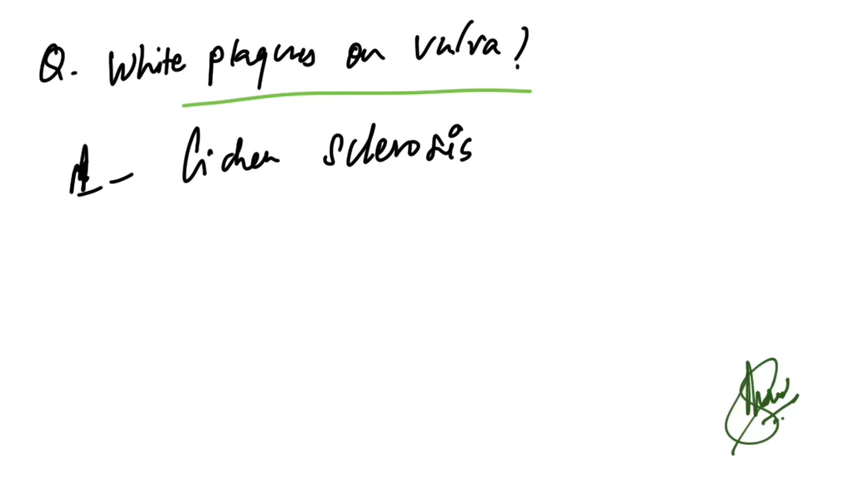 Q. White plaques on vulva?
A - Lichen sclerosis